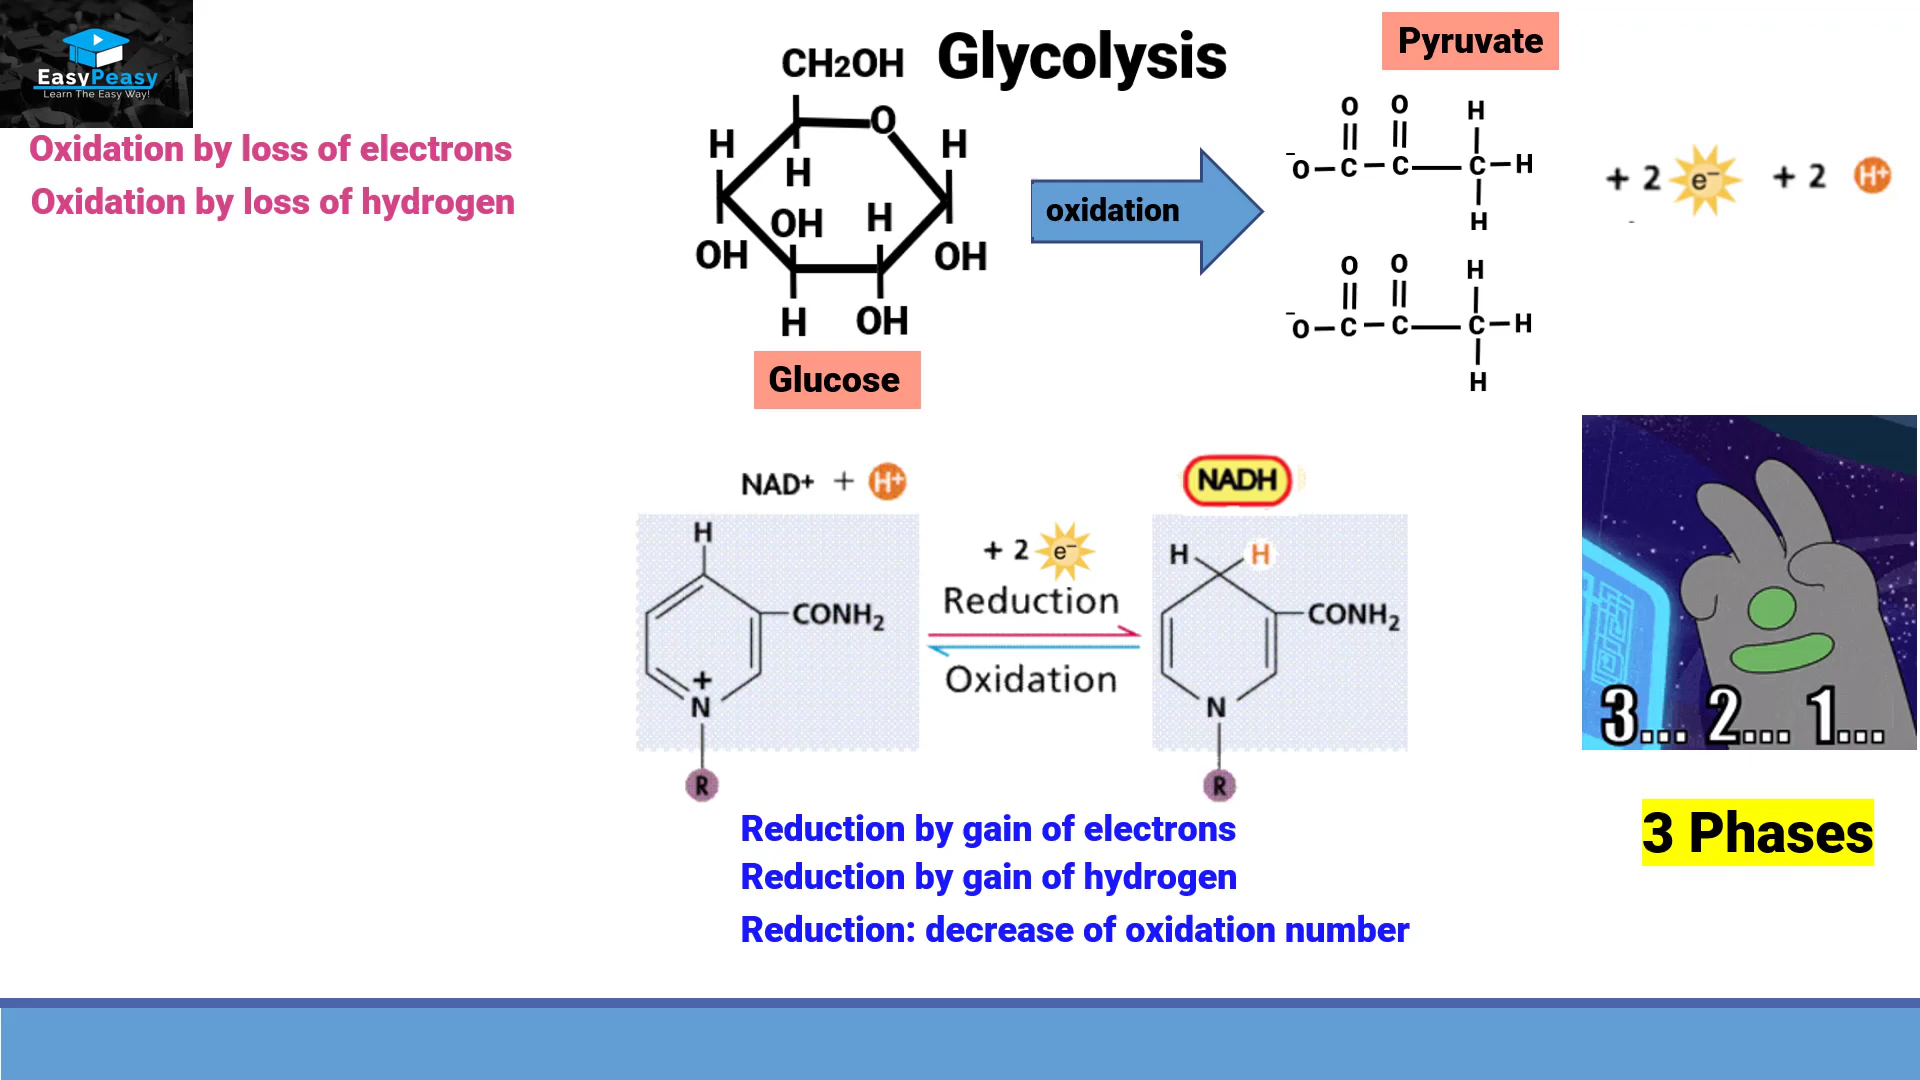 EasyPeasy
Learn The Easy Way!
Glycolysis
Pyruvate
Oxidation by loss of electrons
Oxidation by loss of hydrogen
CH2OH
O
H
H
H
OH
H
OH
OH
H
OH
Glucose
oxidation
O O H
-O C C C H
H
O O H
-O C C C H
H
+ 2 e- + 2 H+
NAD+ + H+
NADH
H
CONH2
+
N
R
+ 2 e-
Reduction
Oxidation
H H
CONH2
N
R
3... 2... 1...
3 Phases
Reduction by gain of electrons
Reduction by gain of hydrogen
Reduction: decrease of oxidation number